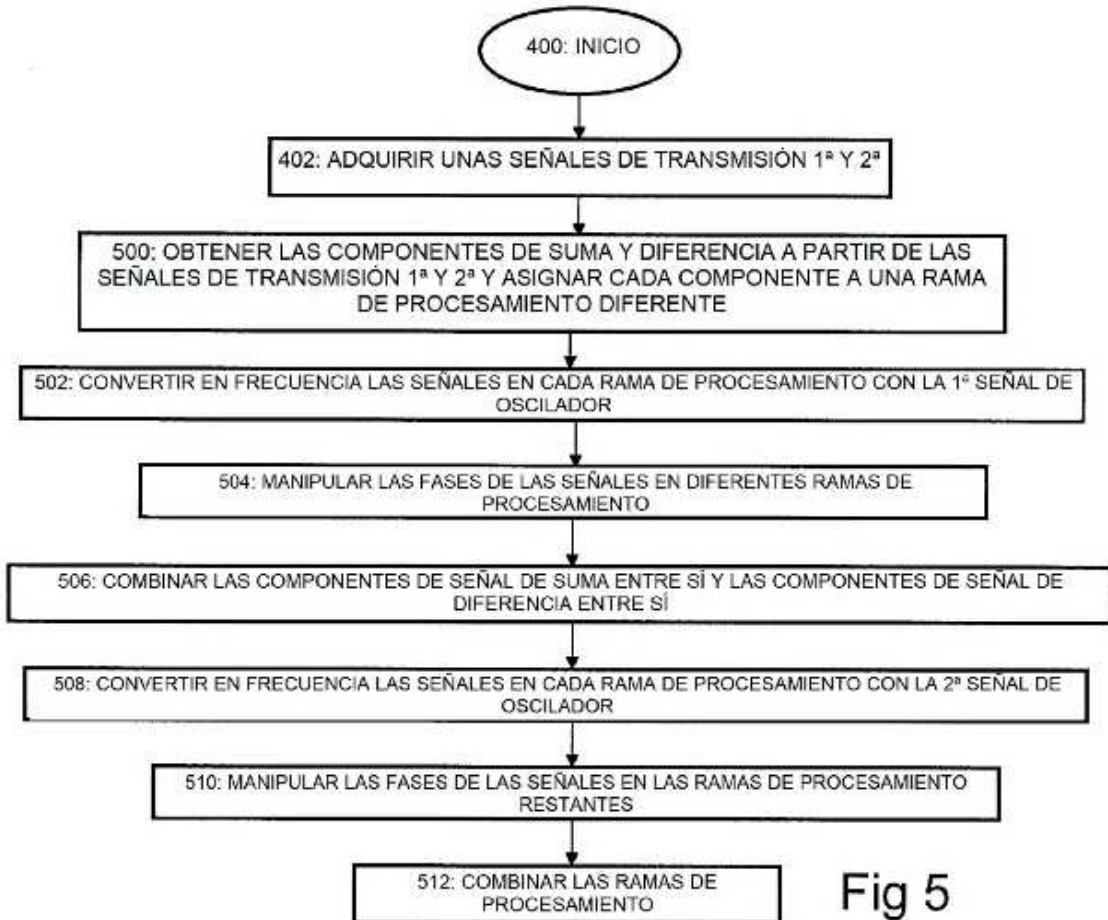 400: INICIO
402: ADQUIRIR UNAS SEÑALES DE TRANSMISIÓN 1ª Y 2ª
500: OBTENER LAS COMPONENTES DE SUMA Y DIFERENCIA A PARTIR DE LAS
SEÑALES DE TRANSMISIÓN 1ª Y 2ª Y ASIGNAR CADA COMPONENTE A UNA RAMA
DE PROCESAMIENTO DIFERENTE
502: CONVERTIR EN FRECUENCIA LAS SEÑALES EN CADA RAMA DE PROCESAMIENTO CON LA 1ª SEÑAL DE
OSCILADOR
504: MANIPULAR LAS FASES DE LAS SEÑALES EN DIFERENTES RAMAS DE
PROCESAMIENTO
506: COMBINAR LAS COMPONENTES DE SEÑAL DE SUMA ENTRE SÍ Y LAS COMPONENTES DE SEÑAL DE
DIFERENCIA ENTRE SÍ
508: CONVERTIR EN FRECUENCIA LAS SEÑALES EN CADA RAMA DE PROCESAMIENTO CON LA 2ª SEÑAL DE
OSCILADOR
510: MANIPULAR LAS FASES DE LAS SEÑALES EN LAS RAMAS DE PROCESAMIENTO
RESTANTES
512: COMBINAR LAS RAMAS DE
PROCESAMIENTO
Fig 5